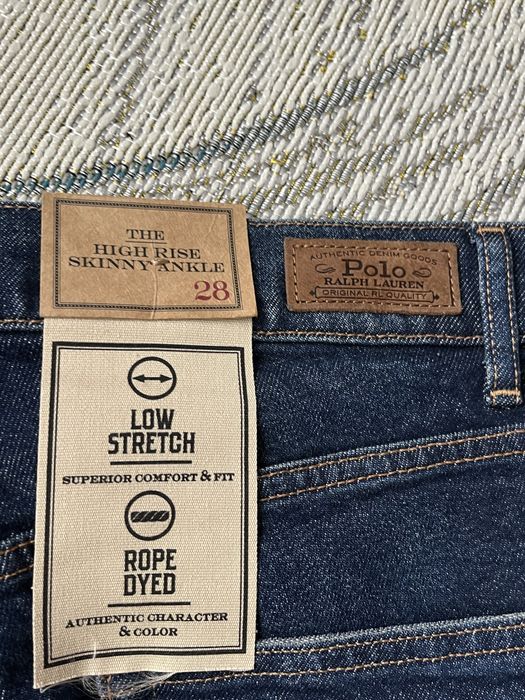 THE
HIGH RISE
SKINNY ANKLE
28
AUTHENTIC DENIM GOODS
Polo
RALPH LAUREN
ORIGINAL RL QUALITY
LOW
STRETCH
SUPERIOR COMFORT & FIT
ROPE
DYED
AUTHENTIC CHARACTER
& COLOR